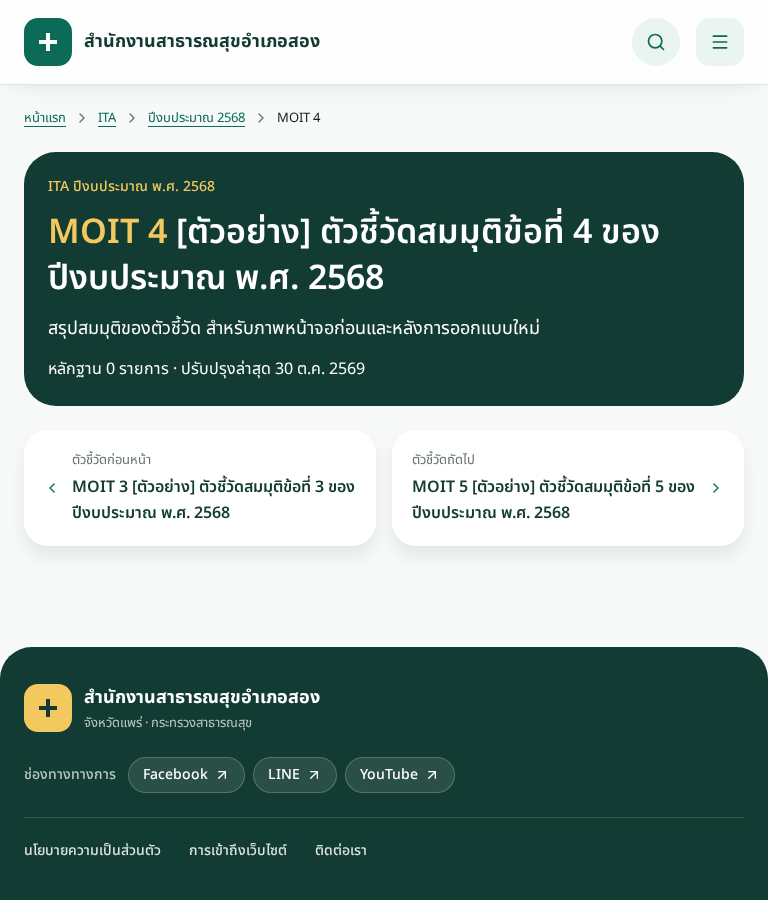 สำนักงานสาธารณสุขอำเภอสอง
หน้าแรก > ITA > ปีงบประมาณ 2568 > MOIT 4
ITA ปีงบประมาณ พ.ศ. 2568
MOIT 4 [ตัวอย่าง] ตัวชี้วัดสมมุติข้อที่ 4 ของ
ปีงบประมาณ พ.ศ. 2568
สรุปสมมุติของตัวชี้วัด สำหรับภาพหน้าจอก่อนและหลังการออกแบบใหม่
หลักฐาน 0 รายการ · ปรับปรุงล่าสุด 30 ต.ค. 2569
ตัวชี้วัดก่อนหน้า
MOIT 3 [ตัวอย่าง] ตัวชี้วัดสมมุติข้อที่ 3 ของ
ปีงบประมาณ พ.ศ. 2568
ตัวชี้วัดถัดไป
MOIT 5 [ตัวอย่าง] ตัวชี้วัดสมมุติข้อที่ 5 ของ
ปีงบประมาณ พ.ศ. 2568
สำนักงานสาธารณสุขอำเภอสอง
จังหวัดแพร่ · กระทรวงสาธารณสุข
ช่องทางทางการ Facebook LINE YouTube
นโยบายความเป็นส่วนตัว การเข้าถึงเว็บไซต์ ติดต่อเรา